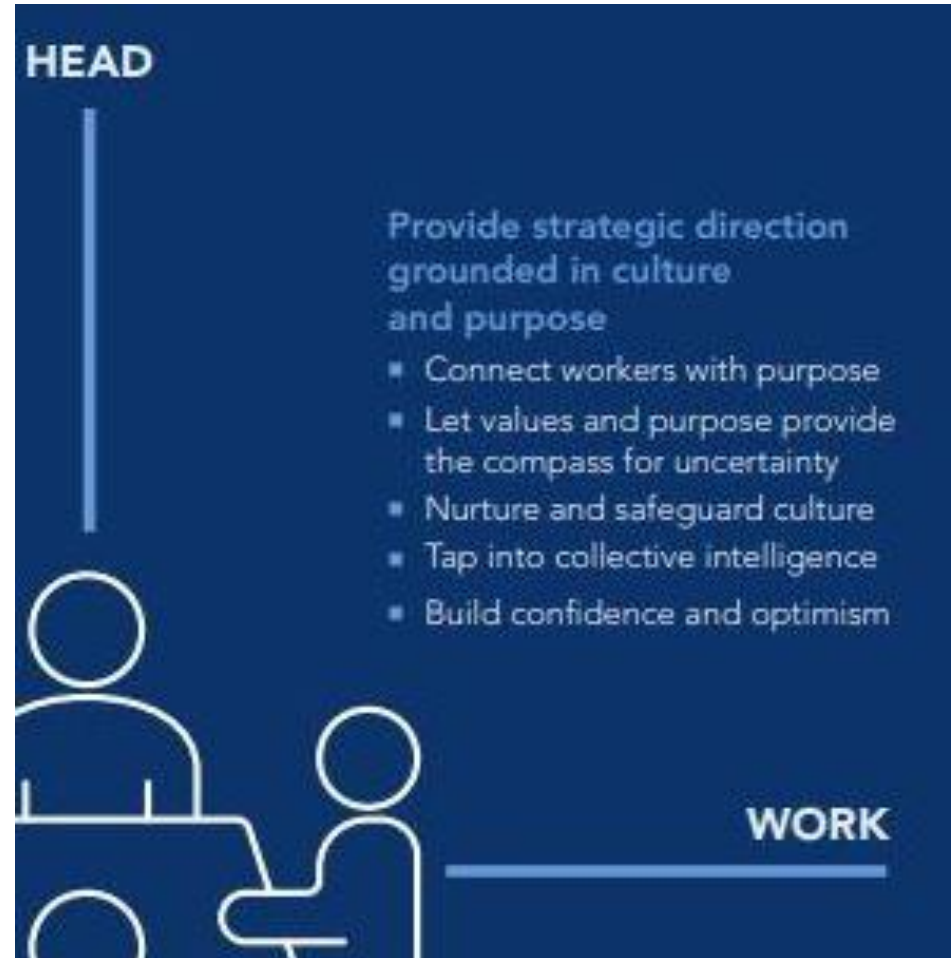 HEAD
Provide strategic direction
grounded in culture
and purpose
▪ Connect workers with purpose
▪ Let values and purpose provide
the compass for uncertainty
▪ Nurture and safeguard culture
▪ Tap into collective intelligence
▪ Build confidence and optimism
WORK